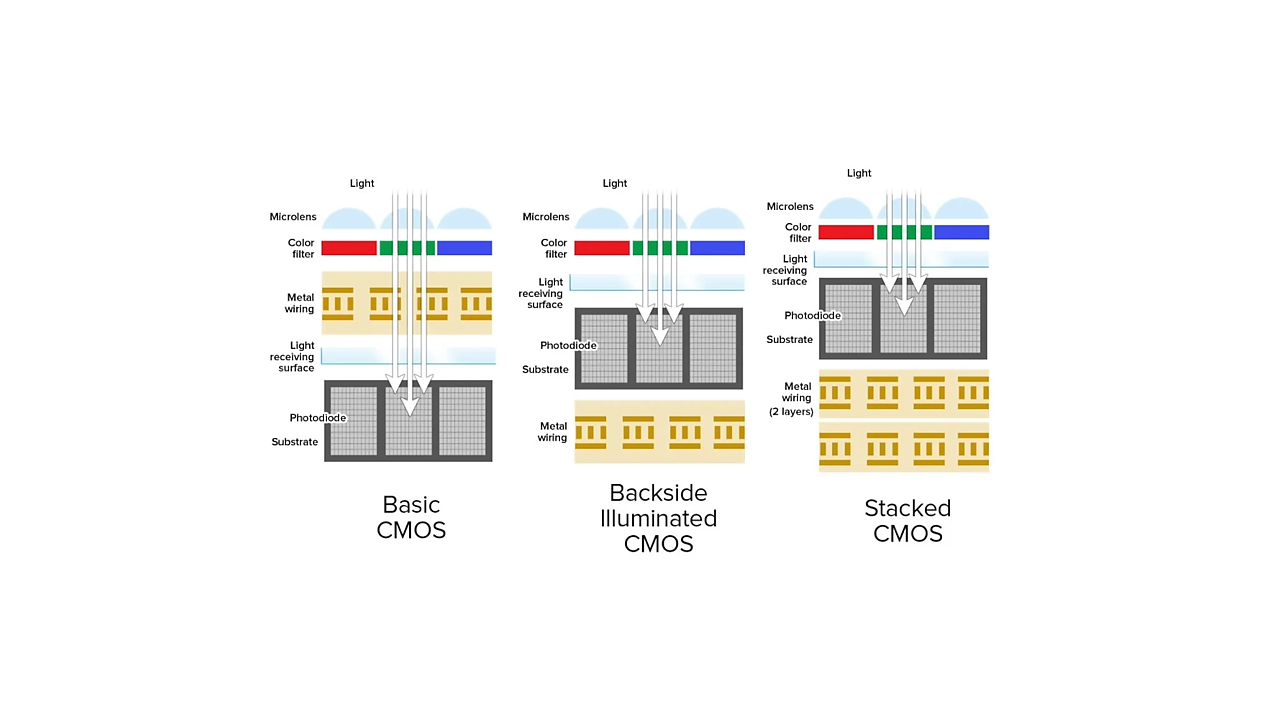 Light
Microlens
Color
filter
Metal
wiring
Light
receiving
surface
Photodiode
Substrate
Basic
CMOS
Light
Microlens
Color
filter
Light
receiving
surface
Photodiode
Substrate
Metal
wiring
Backside
Illuminated
CMOS
Light
Microlens
Color
filter
Light
receiving
surface
Photodiode
Substrate
Metal
wiring
(2 layers)
Stacked
CMOS